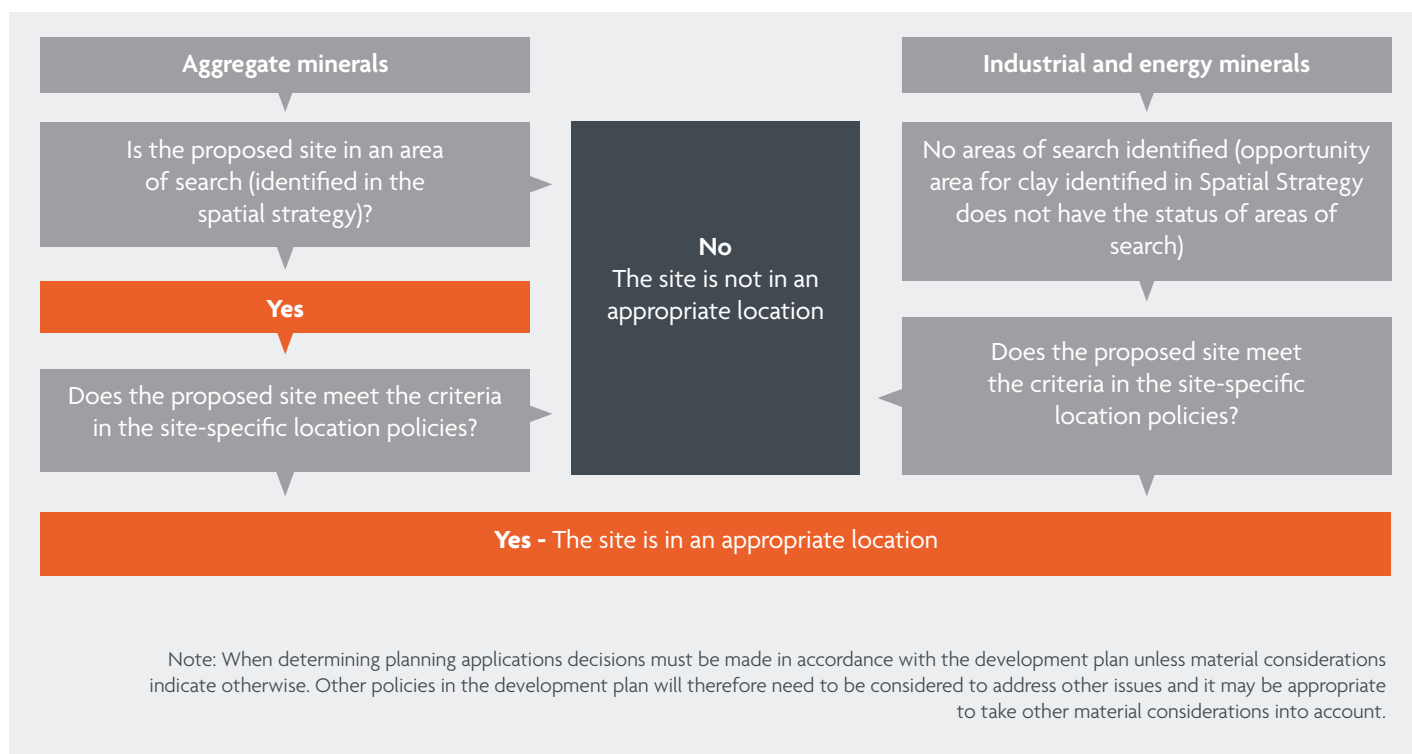 Aggregate minerals
Is the proposed site in an area
of search (identified in the
spatial strategy)?
Yes
Does the proposed site meet the criteria
in the site-specific location policies?
No
The site is not in an
appropriate location
Industrial and energy minerals
No areas of search identified (opportunity
area for clay identified in Spatial Strategy
does not have the status of areas of
search)
Does the proposed site meet
the criteria in the site-specific
location policies?
Yes - The site is in an appropriate location
Note: When determining planning applications decisions must be made in accordance with the development plan unless material considerations
indicate otherwise. Other policies in the development plan will therefore need to be considered to address other issues and it may be appropriate
to take other material considerations into account.